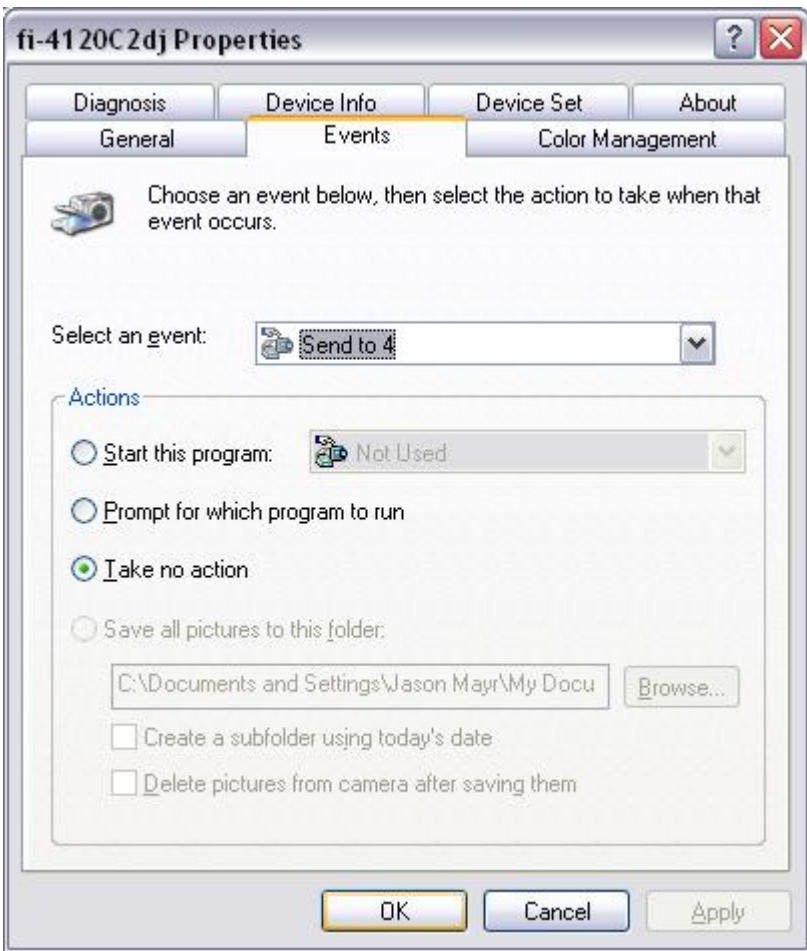 fi-4120C2dj Properties
Diagnosis Device Info Device Set About
General Events Color Management
Choose an event below, then select the action to take when that
event occurs.
Select an event: Send to 4
Actions
Start this program: Not Used
Prompt for which program to run
Take no action
Save all pictures to this folder:
C:\Documents and Settings\Jason Mayr\My Docu Browse...
Create a subfolder using today's date
Delete pictures from camera after saving them
OK Cancel Apply